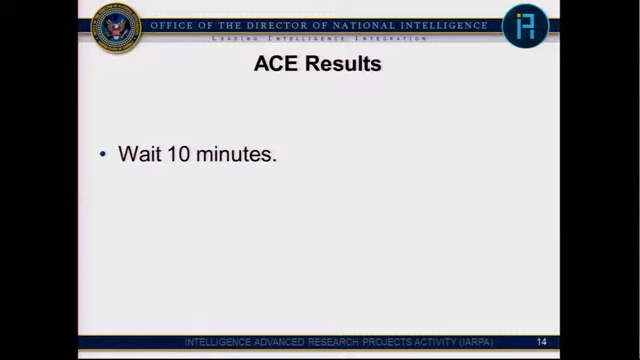 OFFICE OF THE DIRECTOR OF NATIONAL INTELLIGENCE
LEADING INTELLIGENCE INTEGRATION
ACE Results
• Wait 10 minutes.
INTELLIGENCE ADVANCED RESEARCH PROJECTS ACTIVITY (IARPA)
14